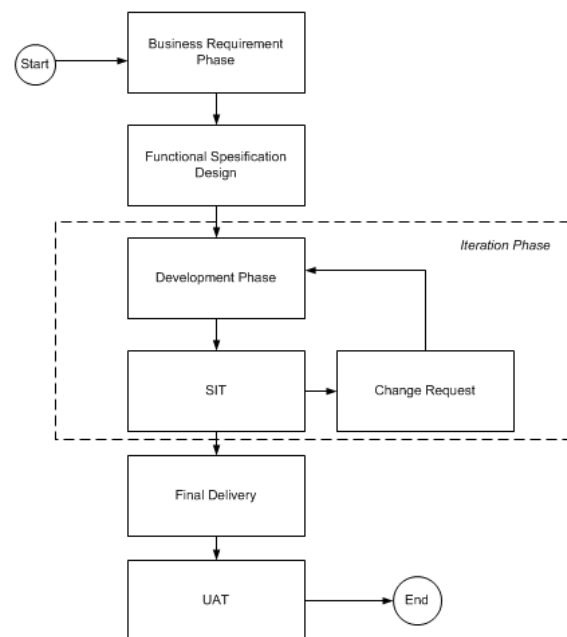 Business Requirement
Phase
Start
Functional Spesification
Design
Iteration Phase
Development Phase
SIT
Change Request
Final Delivery
UAT
End